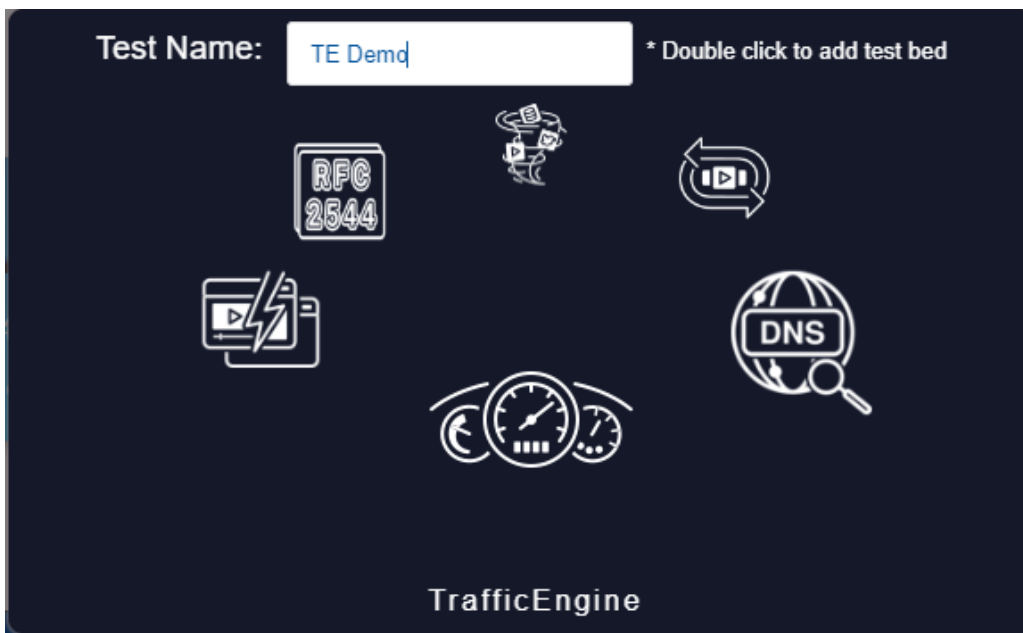 Test Name:
TE Demo
* Double click to add test bed
RFC
2544
DNS
TrafficEngine